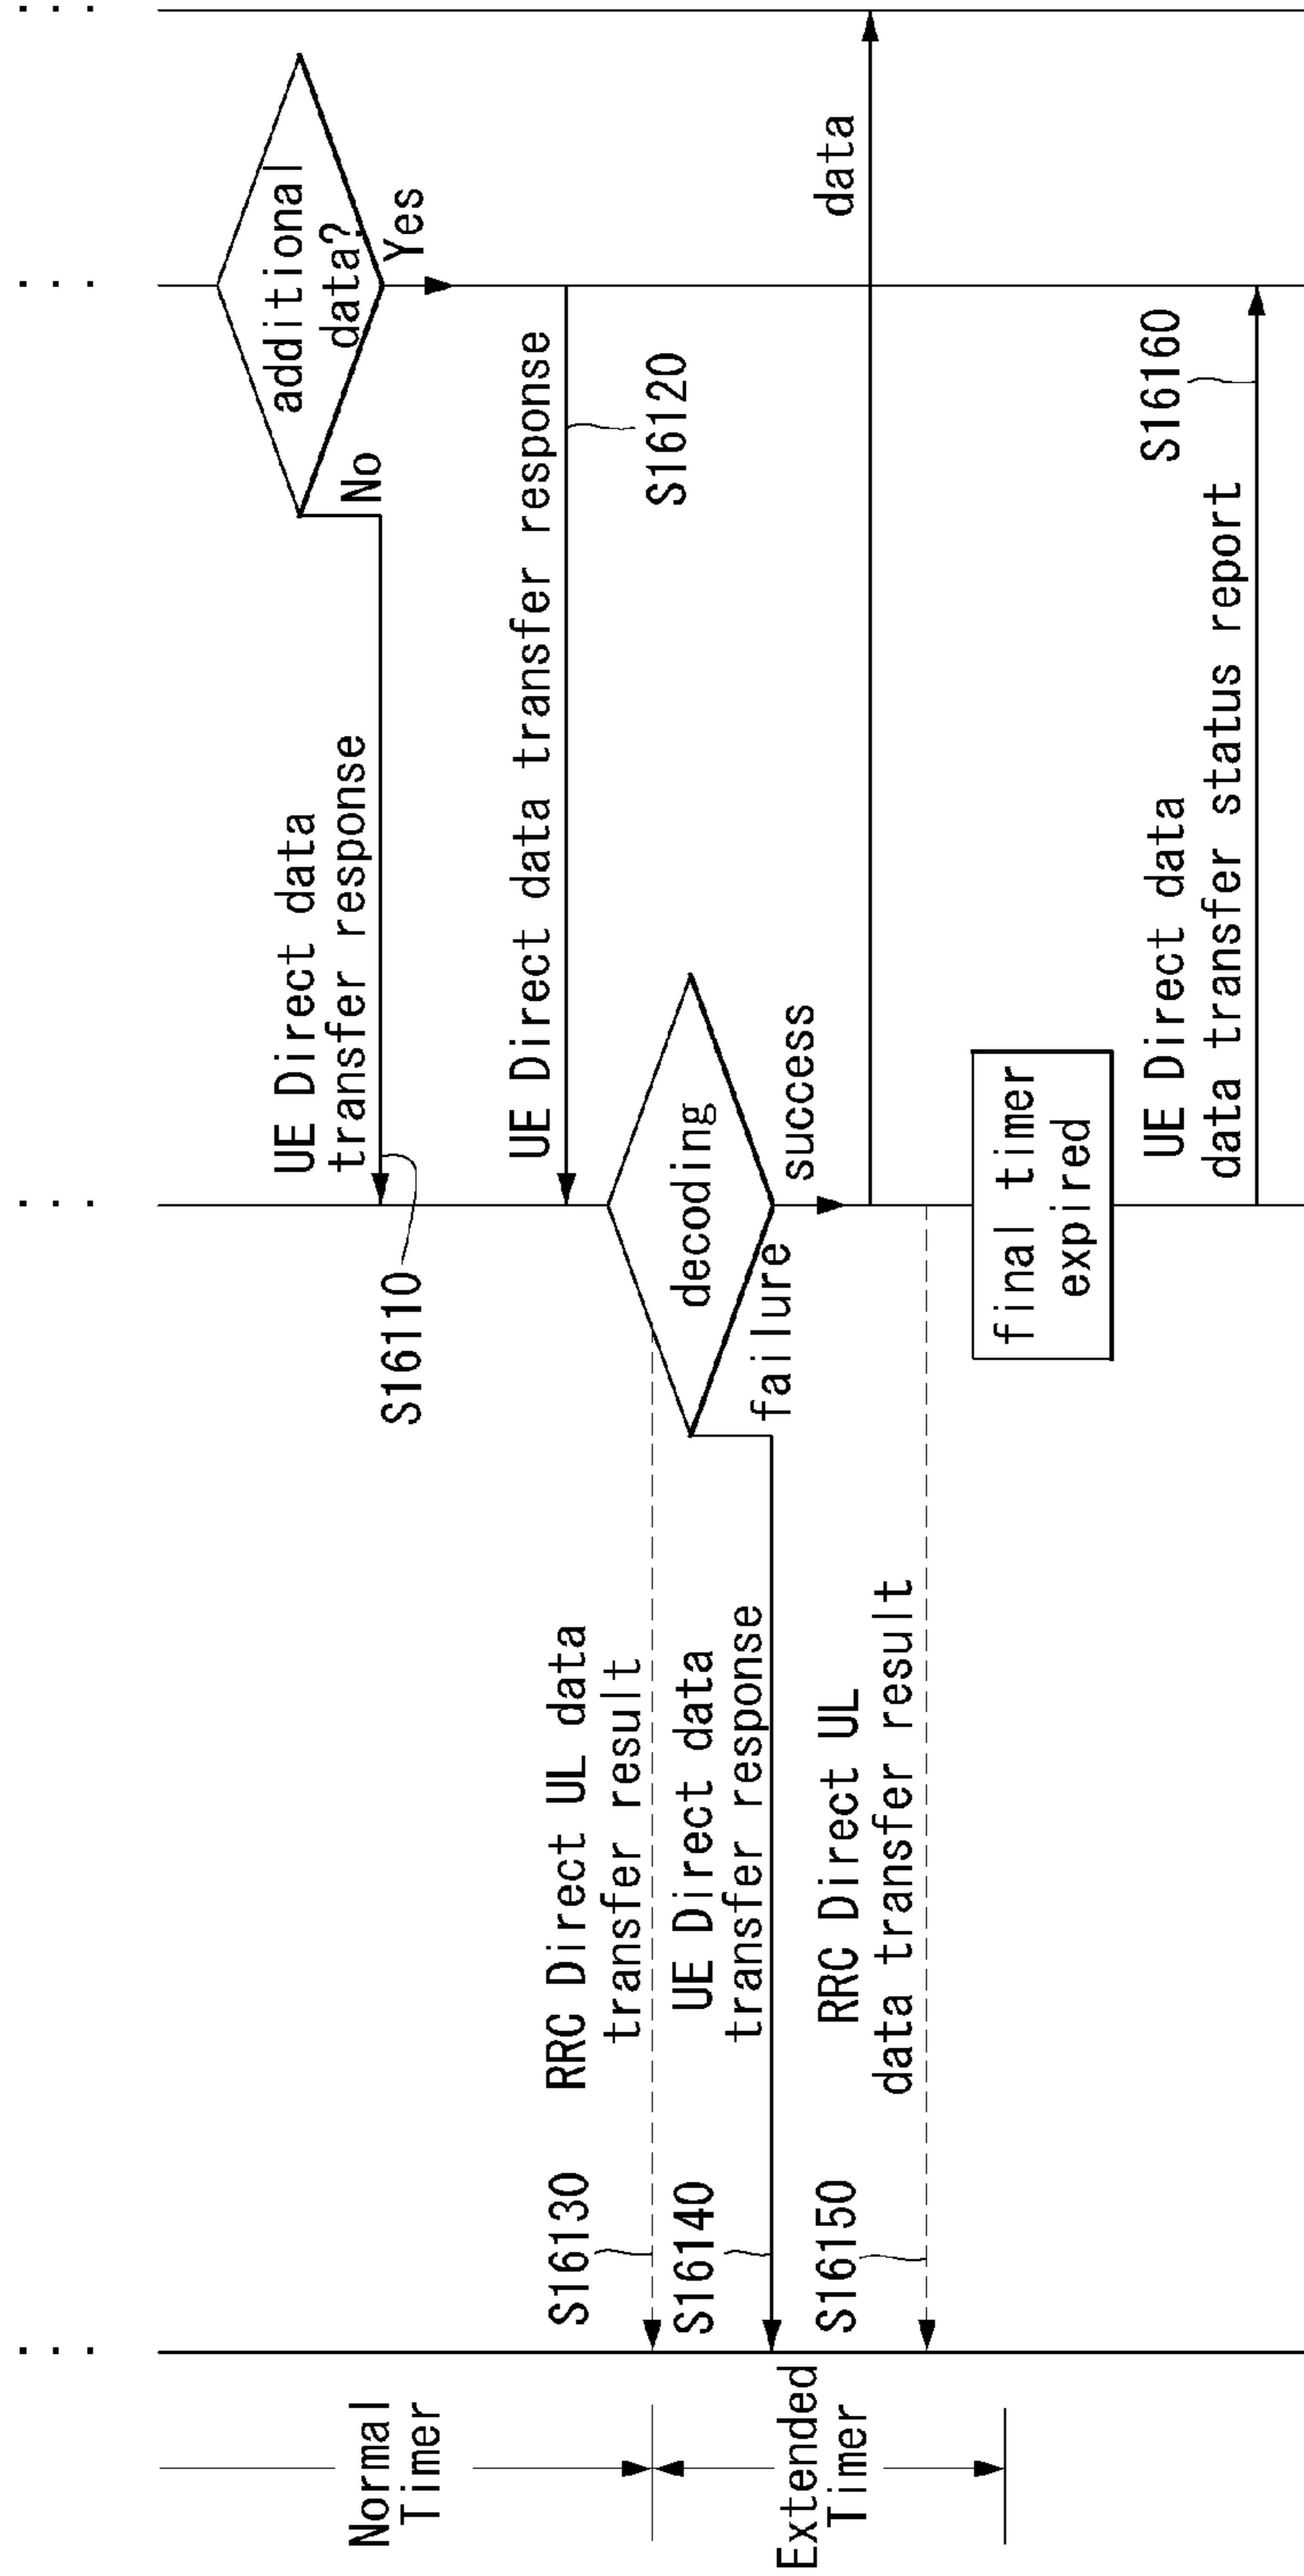 . . .
. . .
. . .
. . .
additional
data?
Yes
No
UE Direct data
transfer response
S16110
UE Direct data transfer response
S16120
Normal
Timer
RRC Direct UL data
transfer result
S16130
decoding
success
failure
UE Direct data
transfer response
S16140
data
RRC Direct UL
data transfer result
S16150
Extended
Timer
final timer
expired
UE Direct data
data transfer status report
S16160